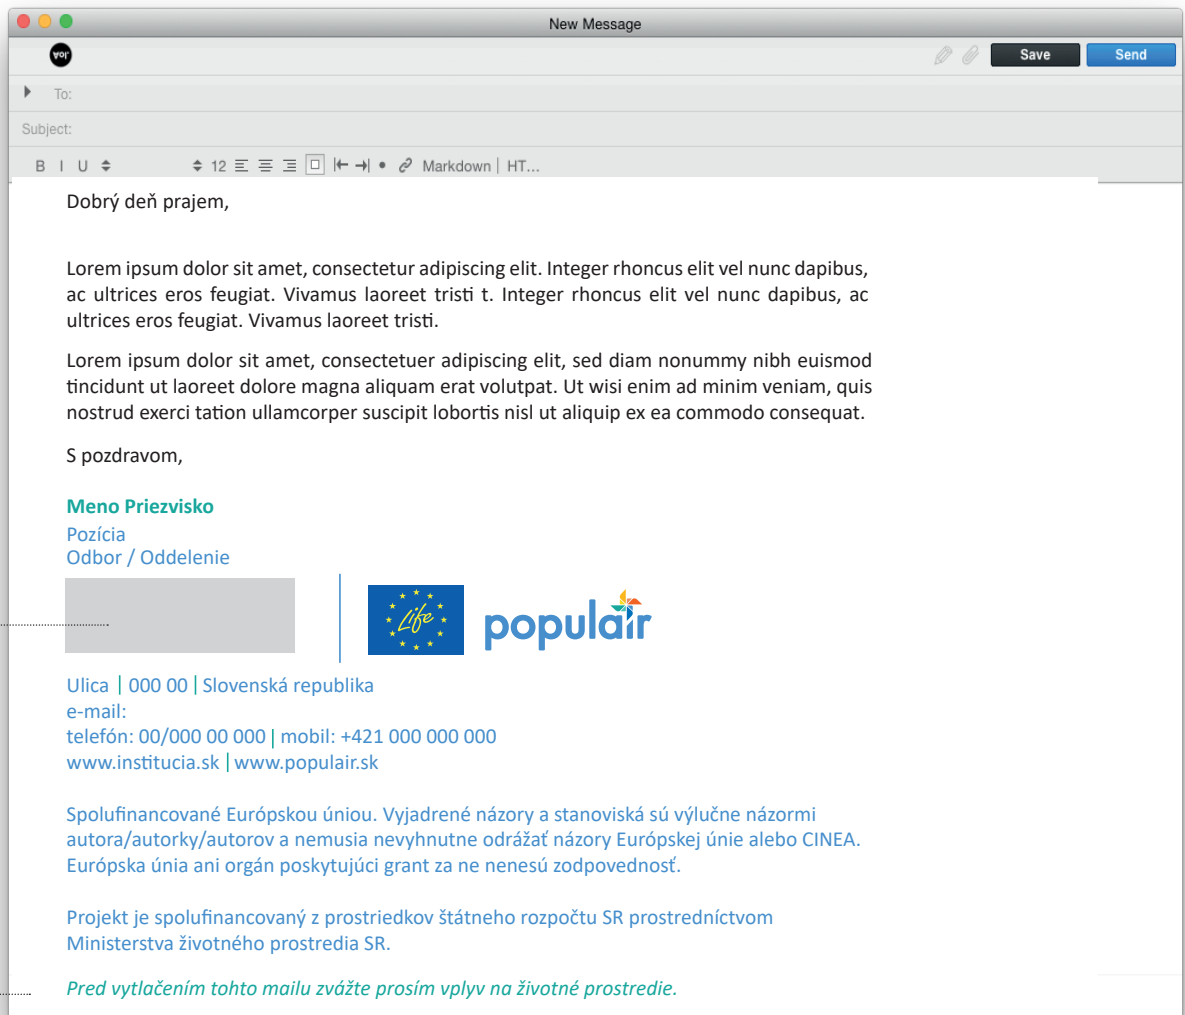 New Message
JOA
Save
Send
To:
Subject:
B I U 12 Markdown | HT...
Dobrý deň prajem,
Lorem ipsum dolor sit amet, consectetur adipiscing elit. Integer rhoncus elit vel nunc dapibus,
ac ultrices eros feugiat. Vivamus laoreet tristi t. Integer rhoncus elit vel nunc dapibus, ac
ultrices eros feugiat. Vivamus laoreet tristi.
Lorem ipsum dolor sit amet, consectetuer adipiscing elit, sed diam nonummy nibh euismod
tincidunt ut laoreet dolore magna aliquam erat volutpat. Ut wisi enim ad minim veniam, quis
nostrud exerci tation ullamcorper suscipit lobortis nisl ut aliquip ex ea commodo consequat.
S pozdravom,
Meno Priezvisko
Pozícia
Odbor / Oddelenie
Life
populair
Ulica | 000 00 | Slovenská republika
e-mail:
telefón: 00/000 00 000 | mobil: +421 000 000 000
www.institucia.sk | www.populair.sk
Spolufinancované Európskou úniou. Vyjadrené názory a stanoviská sú výlučne názormi
autora/autorky/autorov a nemusia nevyhnutne odrážať názory Európskej únie alebo CINEA.
Európska únia ani orgán poskytujúci grant za ne nenesú zodpovednosť.
Projekt je spolufinancovaný z prostriedkov štátneho rozpočtu SR prostredníctvom
Ministerstva životného prostredia SR.
Pred vytlačením tohto mailu zvážte prosím vplyv na životné prostredie.